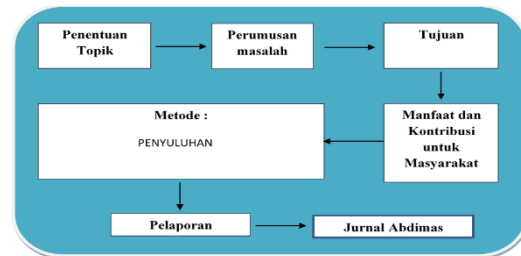 Penentuan
Topik
Perumusan
masalah
Tujuan
Manfaat dan
Kontribusi
untuk
Masyarakat
Metode :
PENYULUHAN
Pelaporan
Jurnal Abdimas